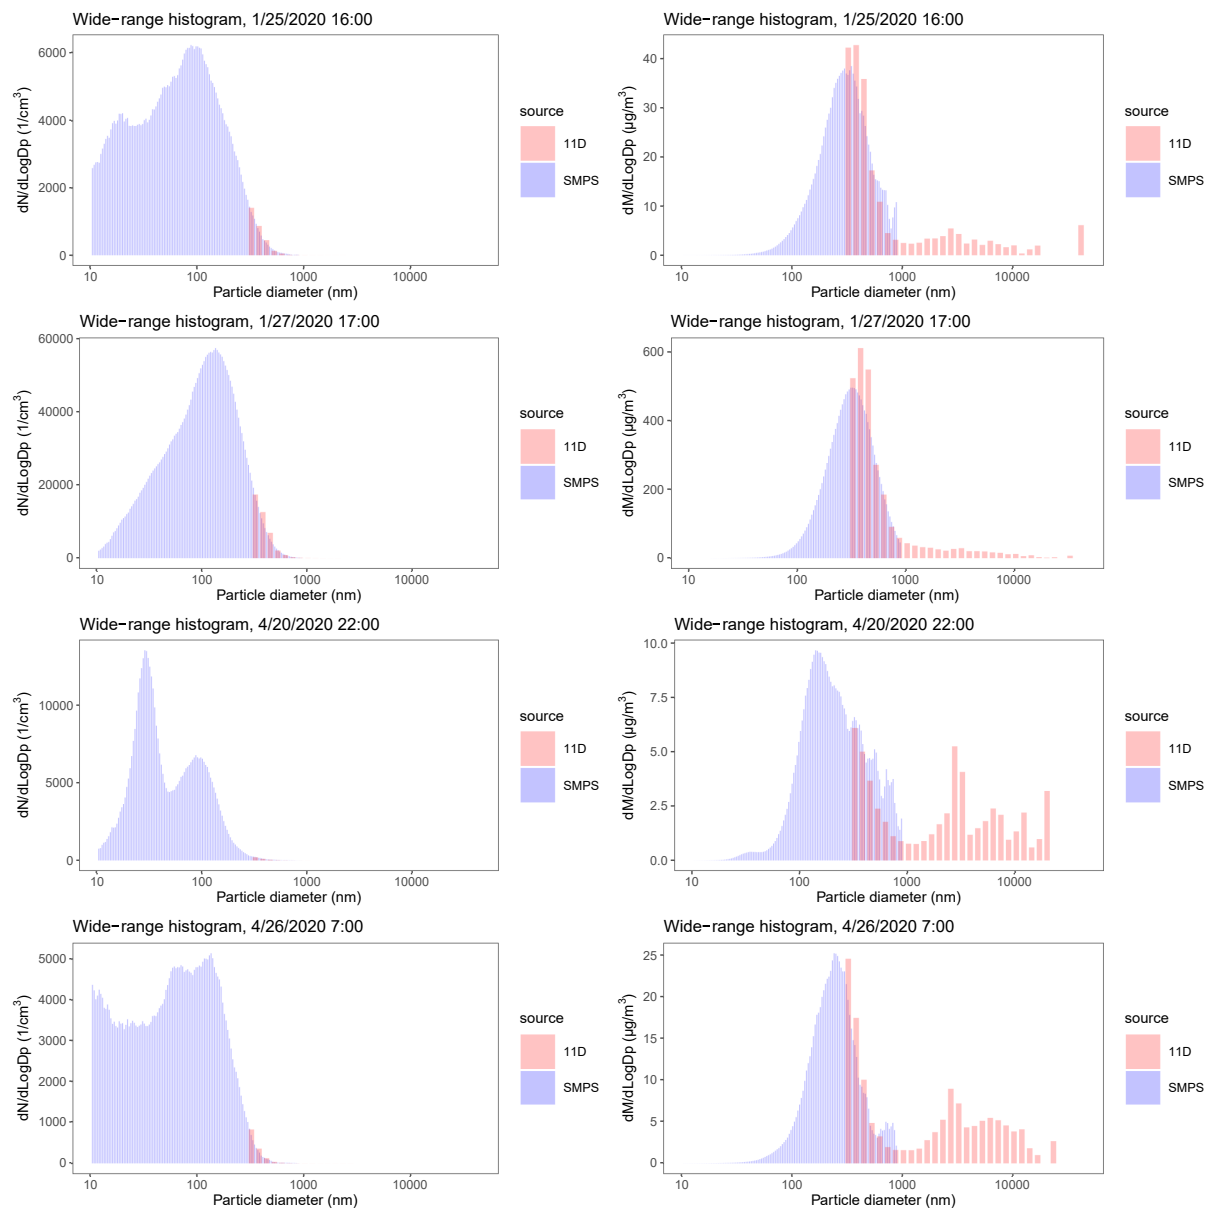 Wide−range histogram, 1/25/2020 16:00
dN/dLogDp (1/cm³)
6000
4000
2000
0
10
100
1000
10000
Particle diameter (nm)
source
11D
SMPS
Wide−range histogram, 1/25/2020 16:00
dM/dLogDp (µg/m³)
40
30
20
10
0
10
100
1000
10000
Particle diameter (nm)
source
11D
SMPS
Wide−range histogram, 1/27/2020 17:00
dN/dLogDp (1/cm³)
60000
40000
20000
0
10
100
1000
10000
Particle diameter (nm)
source
11D
SMPS
Wide−range histogram, 1/27/2020 17:00
dM/dLogDp (µg/m³)
600
400
200
0
10
100
1000
10000
Particle diameter (nm)
source
11D
SMPS
Wide−range histogram, 4/20/2020 22:00
dN/dLogDp (1/cm³)
10000
5000
0
10
100
1000
10000
Particle diameter (nm)
source
11D
SMPS
Wide−range histogram, 4/20/2020 22:00
dM/dLogDp (µg/m³)
10.0
7.5
5.0
2.5
0.0
10
100
1000
10000
Particle diameter (nm)
source
11D
SMPS
Wide−range histogram, 4/26/2020 7:00
dN/dLogDp (1/cm³)
5000
4000
3000
2000
1000
0
10
100
1000
10000
Particle diameter (nm)
source
11D
SMPS
Wide−range histogram, 4/26/2020 7:00
dM/dLogDp (µg/m³)
25
20
15
10
5
0
10
100
1000
10000
Particle diameter (nm)
source
11D
SMPS